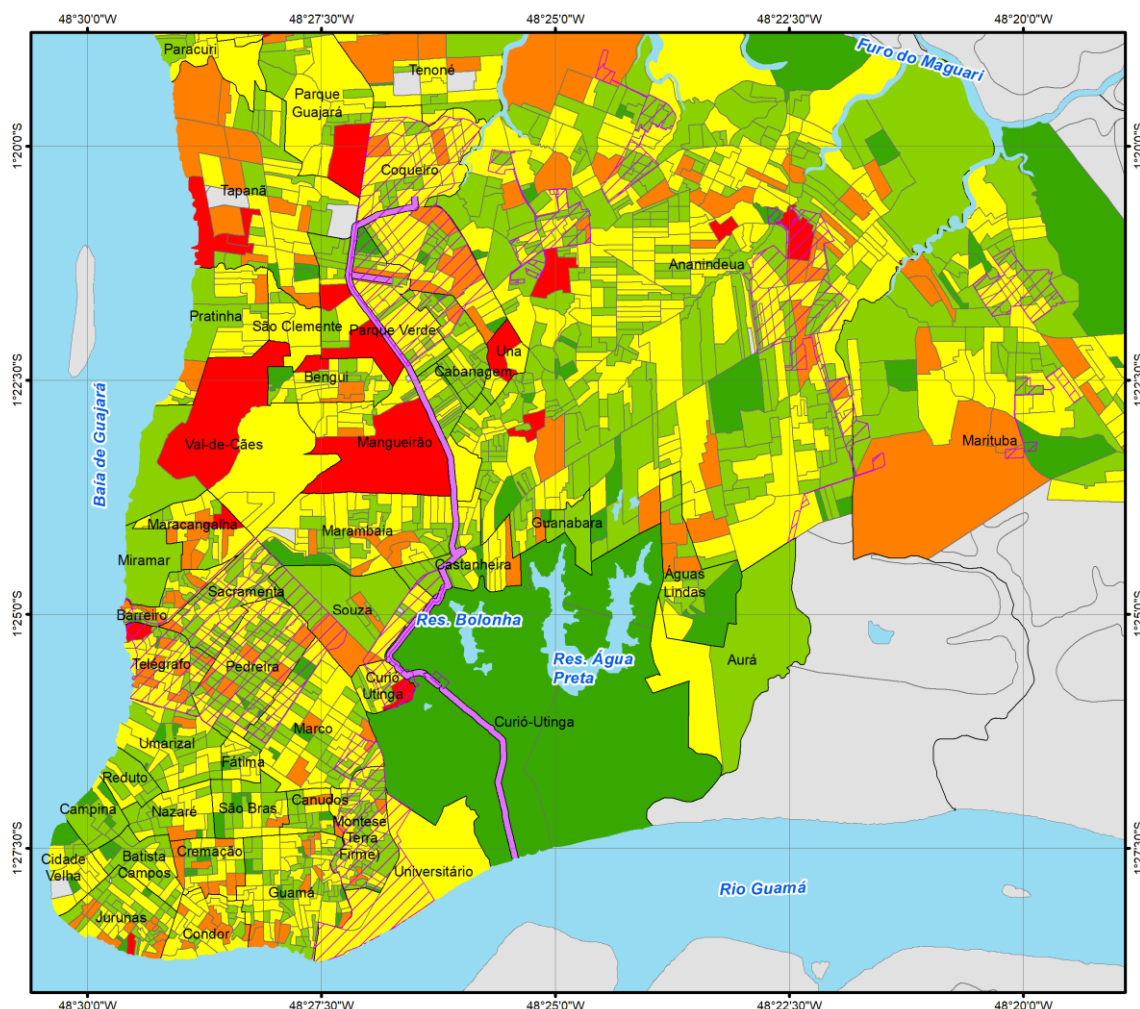 48°30'0"W
48°27'30"W
48°25'0"W
48°22'30"W
48°20'0"W
Paracuri
Tenoné
Furo do Maguari
Parque
Guajará
1°20'0"S
1°20'0"S
Coqueiro
Tapanã
Ananindeua
Pratinha
São Clemente
Parque Verde
Una
Cabanagem
Bengui
1°22'30"S
1°22'30"S
Baía de Guajará
Val-de-Cães
Mangueirão
Marituba
Maracangalha
Marambaia
Guanabara
Miramar
Castanheira
Águas
Lindas
Sacramenta
Souza
Barreiro
Res. Bolonha
1°25'0"S
1°25'0"S
Telégrafo
Pedreira
Res. Água
Preta
Aurá
Curió
Utinga
Curió-Utinga
Marco
Umarizal
Fátima
Reduto
Campina
Nazaré
São Bras
Canudos
Montese
(Terra
Firme)
1°27'30"S
1°27'30"S
Cidade
Velha
Batista
Campos
Cremação
Universitário
Guamá
Rio Guamá
Jurunas
Condor
48°30'0"W
48°27'30"W
48°25'0"W
48°22'30"W
48°20'0"W